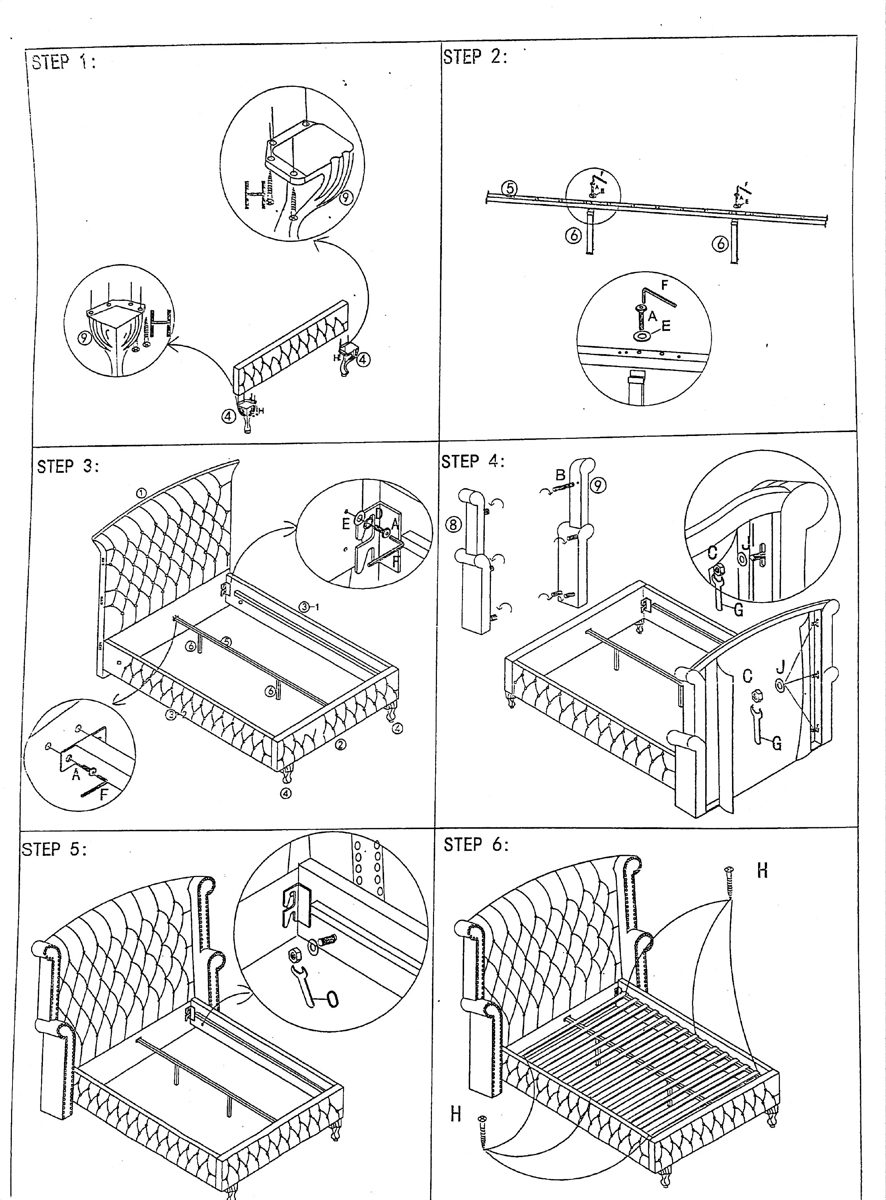 STEP 1:
H
⑨
⑨
H
H
④
④
H
STEP 2:
⑤
A
E
E
⑥
⑥
F
A
E
STEP 3:
①
E
D
A
F
③-1
⑤
⑥
⑥
③
②
④
④
A
F
STEP 4:
B
⑨
⑧
J
C
G
J
C
G
STEP 5:
STEP 6:
H
H